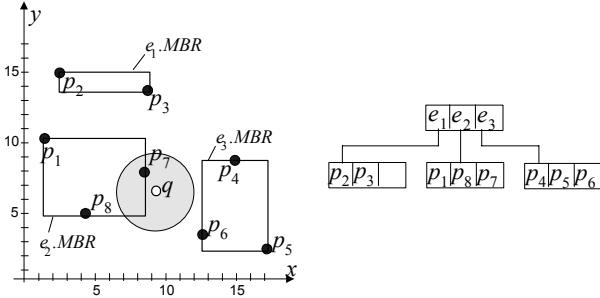 y
e1.MBR
15
p2
p3
10
p1
p7
e3.MBR
p4
q
p8
5
e2.MBR
p6
p5
x
5 10 15
e1 e2 e3
p2 p3
p1 p8 p7
p4 p5 p6